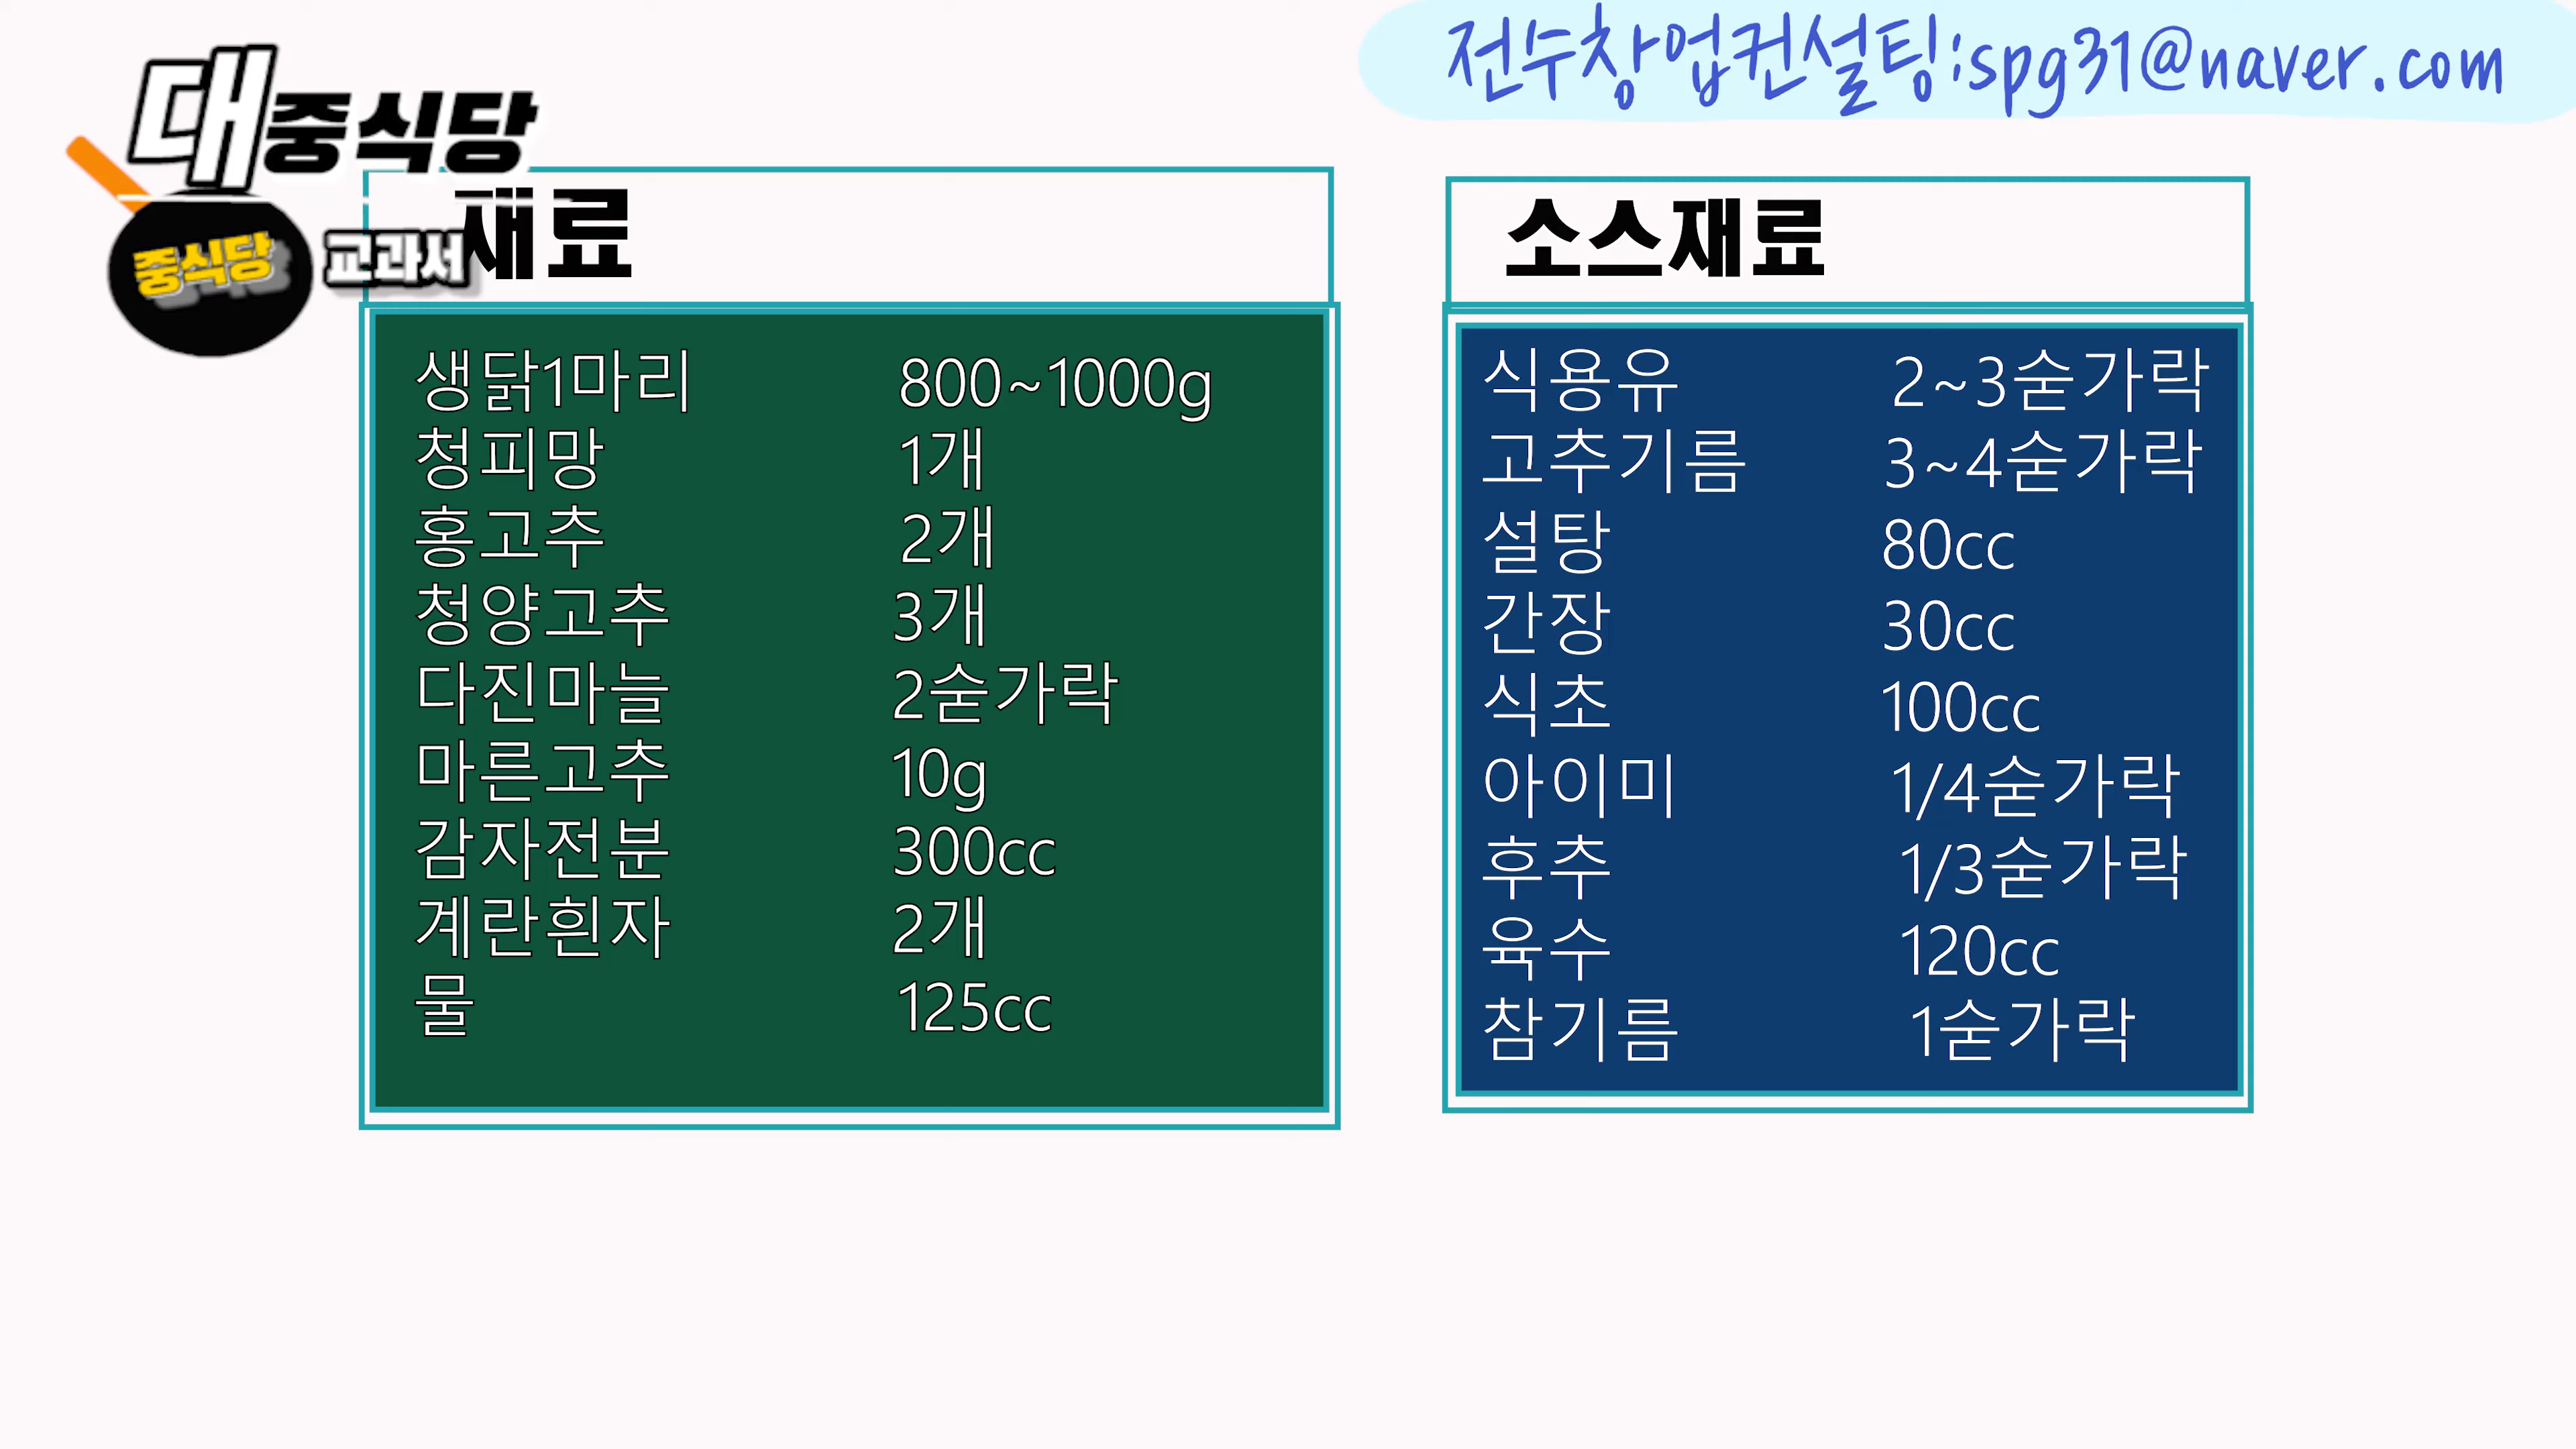 전수창업컨설팅:spg31@naver.com
대중식당
중식당 교과서
재료
생닭1마리 800~1000g
청피망 1개
홍고추 2개
청양고추 3개
다진마늘 2숟가락
마른고추 10g
감자전분 300cc
계란흰자 2개
물 125cc
소스재료
식용유 2~3숟가락
고추기름 3~4숟가락
설탕 80cc
간장 30cc
식초 100cc
아이미 1/4숟가락
후추 1/3숟가락
육수 120cc
참기름 1숟가락